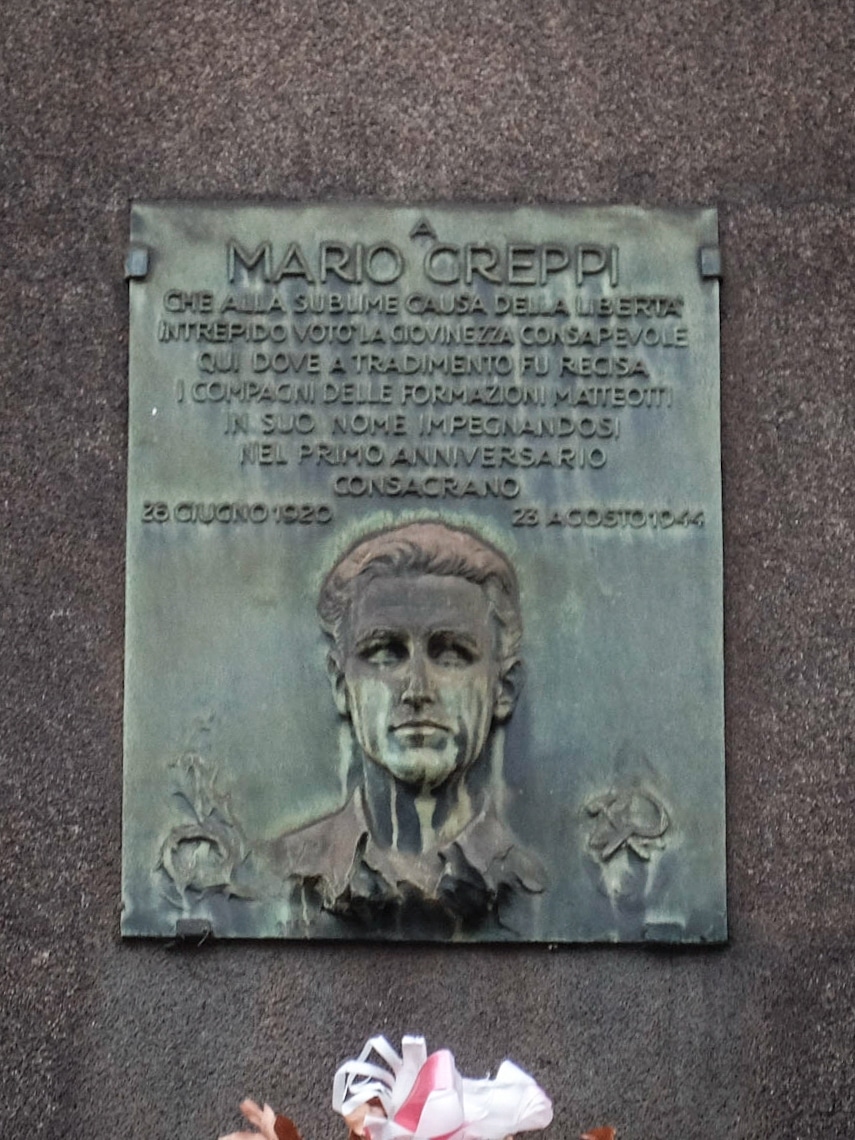 A
MARIO GREPPI
CHE ALLA SUBLIME CAUSA DELLA LIBERTA'
INTREPIDO VOTO' LA GIOVINEZZA CONSAPEVOLE
QUI DOVE A TRADIMENTO FU RECISA
I COMPAGNI DELLE FORMAZIONI MATTEOTTI
IN SUO NOME IMPEGNANDOSI
NEL PRIMO ANNIVERSARIO
CONSACRANO
28 GIUGNO 1920 23 AGOSTO 1944